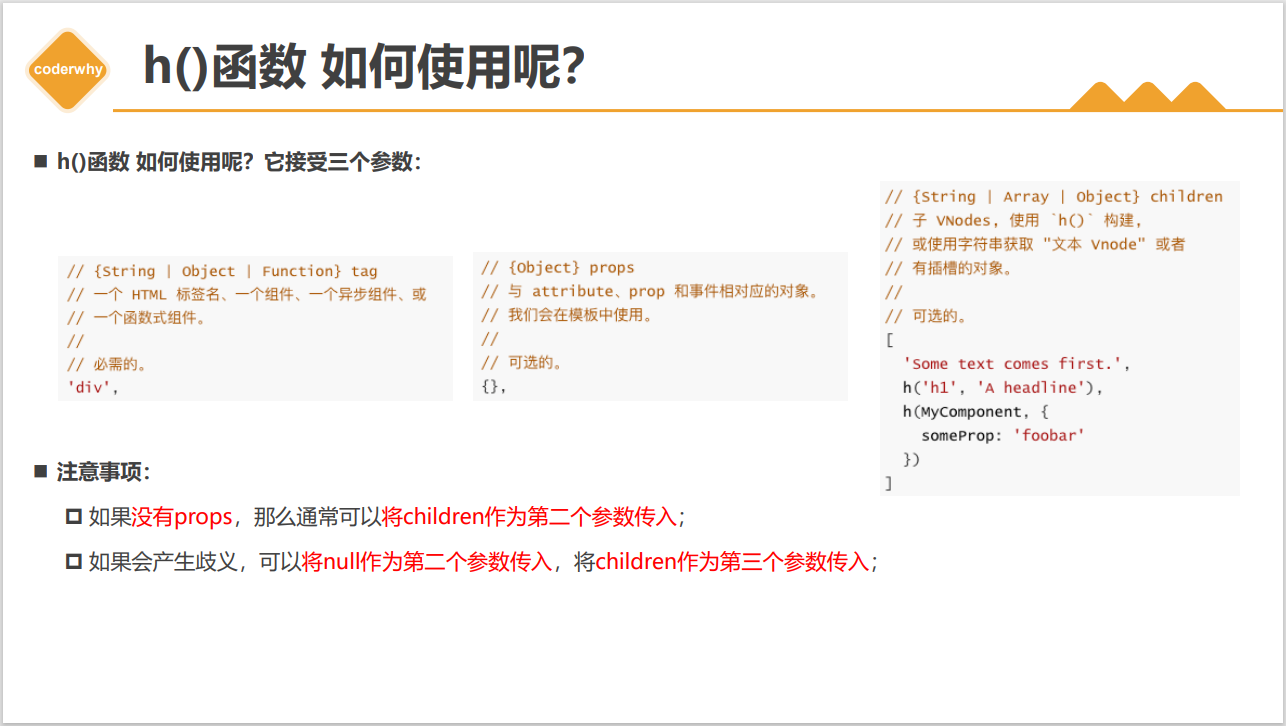 coderwhy
h()函数 如何使用呢？
■ h()函数 如何使用呢？它接受三个参数：
// {String | Object | Function} tag
// 一个 HTML 标签名、一个组件、一个异步组件、或
// 一个函数式组件。
//
// 必需的。
'div',
// {Object} props
// 与 attribute、prop 和事件相对应的对象。
// 我们会在模板中使用。
//
// 可选的。
{},
// {String | Array | Object} children
// 子 VNodes, 使用 `h()` 构建,
// 或使用字符串获取 "文本 Vnode" 或者
// 有插槽的对象。
//
// 可选的。
[
  'Some text comes first.',
  h('h1', 'A headline'),
  h(MyComponent, {
    someProp: 'foobar'
  })
]
■ 注意事项：
如果没有props，那么通常可以将children作为第二个参数传入；
如果会产生歧义，可以将null作为第二个参数传入，将children作为第三个参数传入；